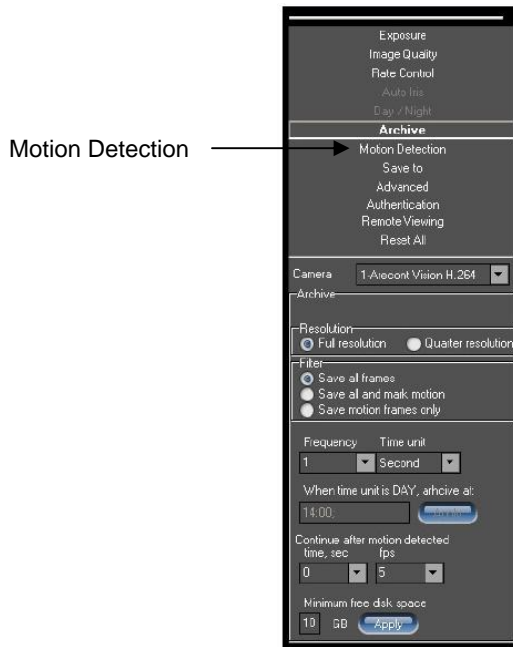 Exposure
Image Quality
Rate Control
Auto Iris
Day / Night
Archive
Motion Detection
Motion Detection
Save to
Advanced
Authentication
Remote Viewing
Reset All
Camera 1-Arecont Vision H.264
Archive
Resolution
Full resolution Quarter resolution
Filter
Save all frames
Save all and mark motion
Save motion frames only
Frequency Time unit
1 Second
When time unit is DAY, arhcive at:
14:00;
Continue after motion detected
time, sec fps
0 5
Minimum free disk space
10 GB Apply